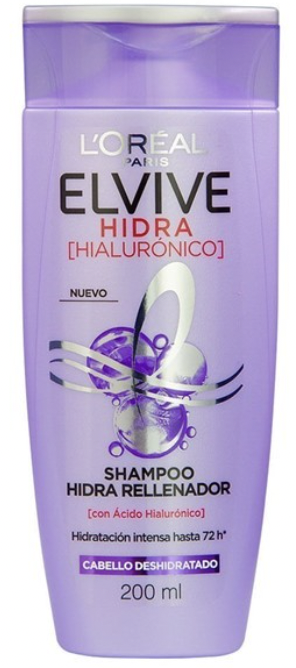 L'ORÉAL
PARIS
ELVIVE
HIDRA
[HIALURÓNICO]
NUEVO
SHAMPOO
HIDRA RELLENADOR
[con Ácido Hialurónico]
Hidratación intensa hasta 72 h*
CABELLO DESHIDRATADO
200 ml